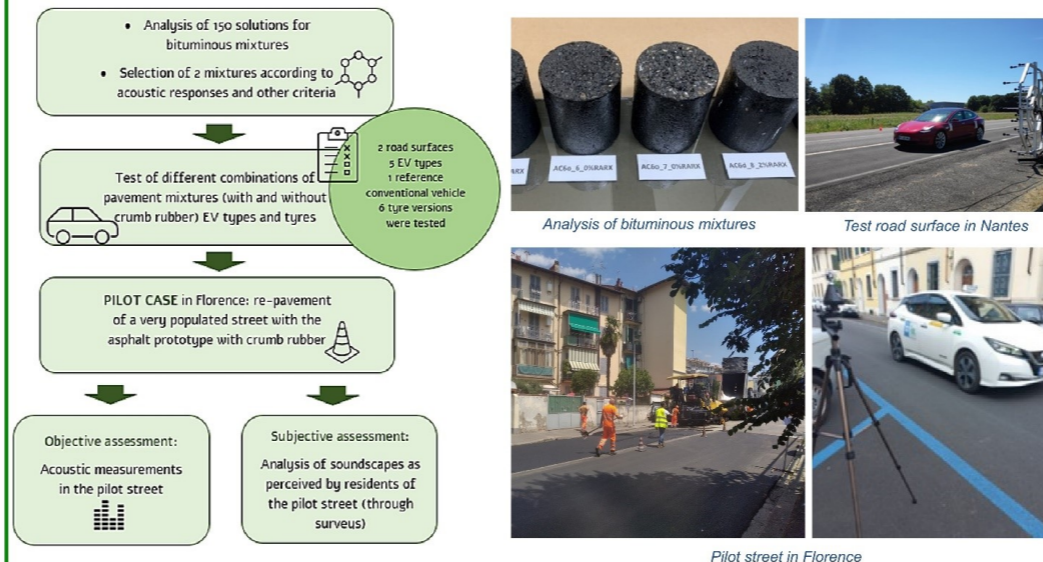 • Analysis of 150 solutions for
bituminous mixtures
• Selection of 2 mixtures according to
acoustic responses and other criteria
Test of different combinations of
pavement mixtures (with and without
crumb rubber) EV types and tyres
2 road surfaces
5 EV types
1 reference
conventional vehicle
6 tyre versions
were tested
PILOT CASE in Florence: re-pavement
of a very populated street with the
asphalt prototype with crumb rubber
Objective assessment:
Acoustic measurements
in the pilot street
Subjective assessment:
Analysis of soundscapes as
perceived by residents of
the pilot street (through
surveys)
%RARX
AC6o_6_0%RARX
AC6o_7_0%RARX
AC6o_8_2%RARX
Analysis of bituminous mixtures
Test road surface in Nantes
Pilot street in Florence